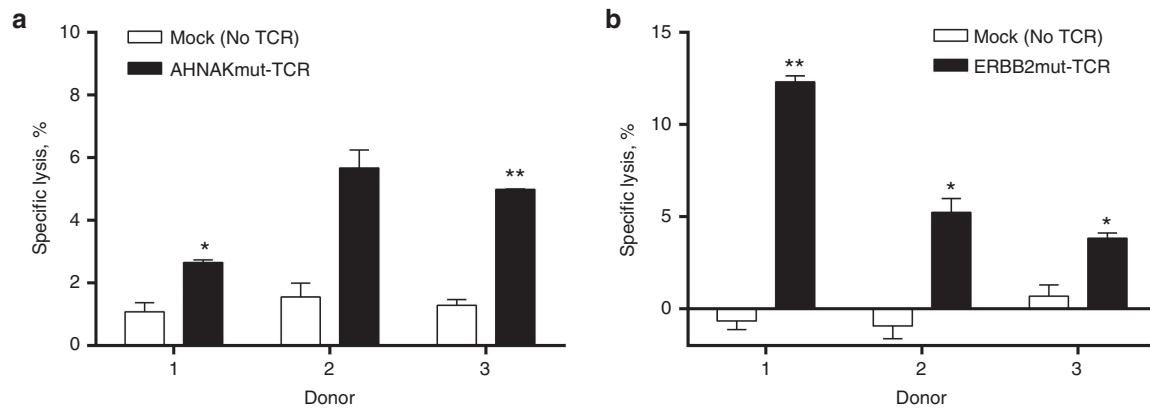 a
10
8
6
4
2
0
Specific lysis, %
Mock (No TCR)
AHNAKmut-TCR
*
**
1
2
3
Donor
b
15
10
5
0
Specific lysis, %
Mock (No TCR)
ERBB2mut-TCR
**
*
*
1
2
3
Donor